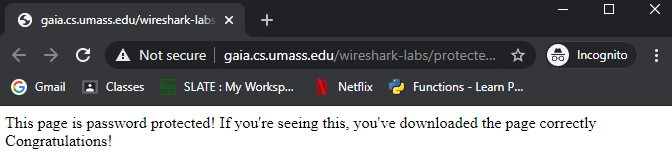 gaia.cs.umass.edu/wireshark-labs
Not secure
gaia.cs.umass.edu/wireshark-labs/protecte...
Incognito
Gmail
Classes
SLATE : My Worksp...
Netflix
Functions - Learn P...
This page is password protected! If you're seeing this, you've downloaded the page correctly
Congratulations!